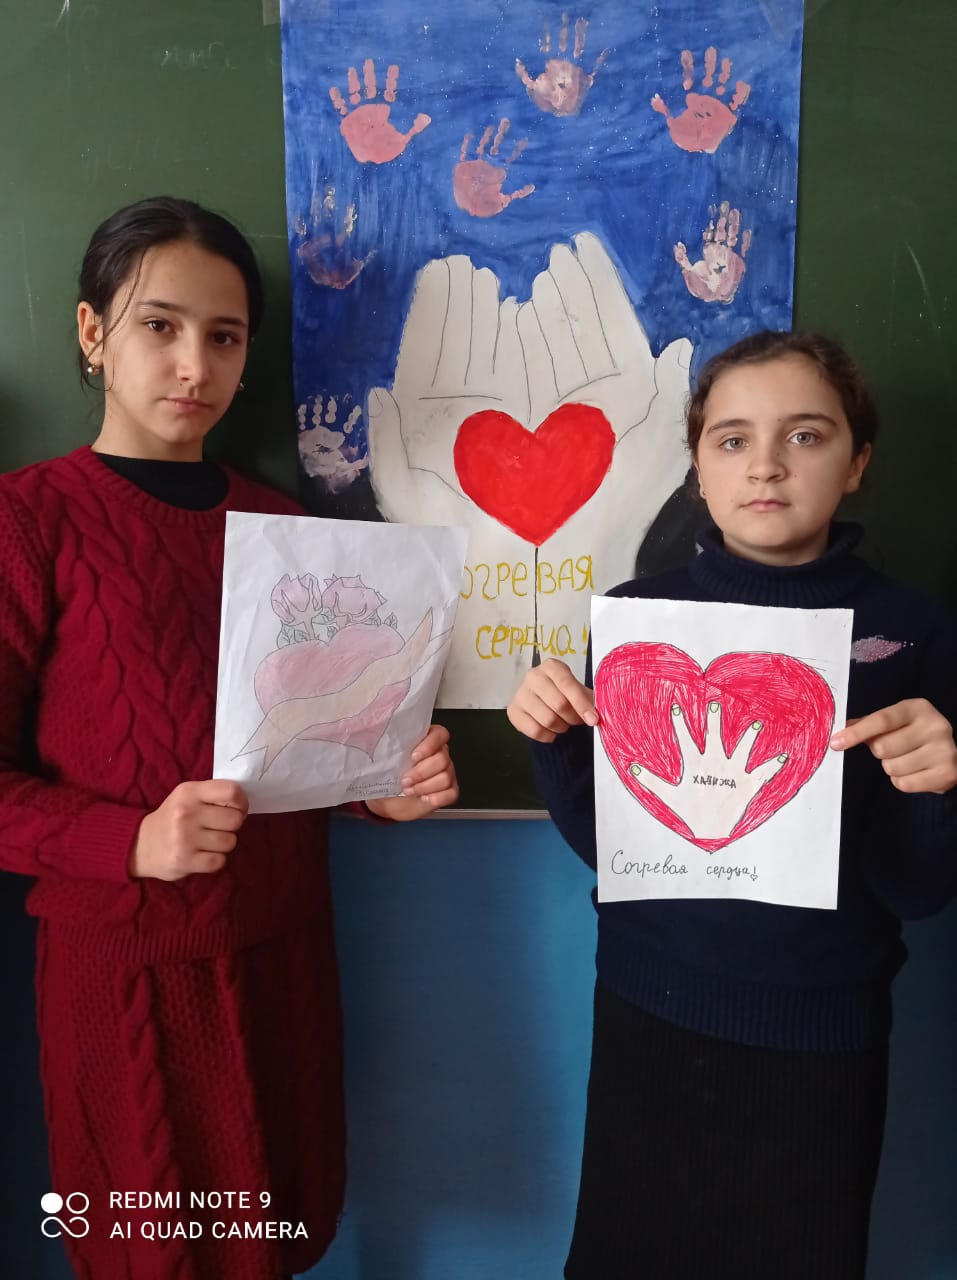 ОГРЕВАЯ
СЕРДЦА!
ХАДИЖА
Согревая сердца!
REDMI NOTE 9
AI QUAD CAMERA